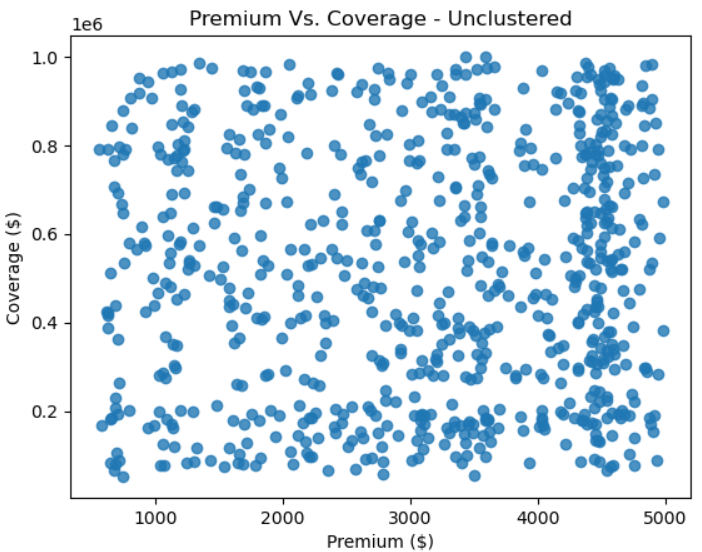 Premium Vs. Coverage - Unclustered
1e6
1.0
0.8
0.6
0.4
0.2
Coverage ($)
1000 2000 3000 4000 5000
Premium ($)